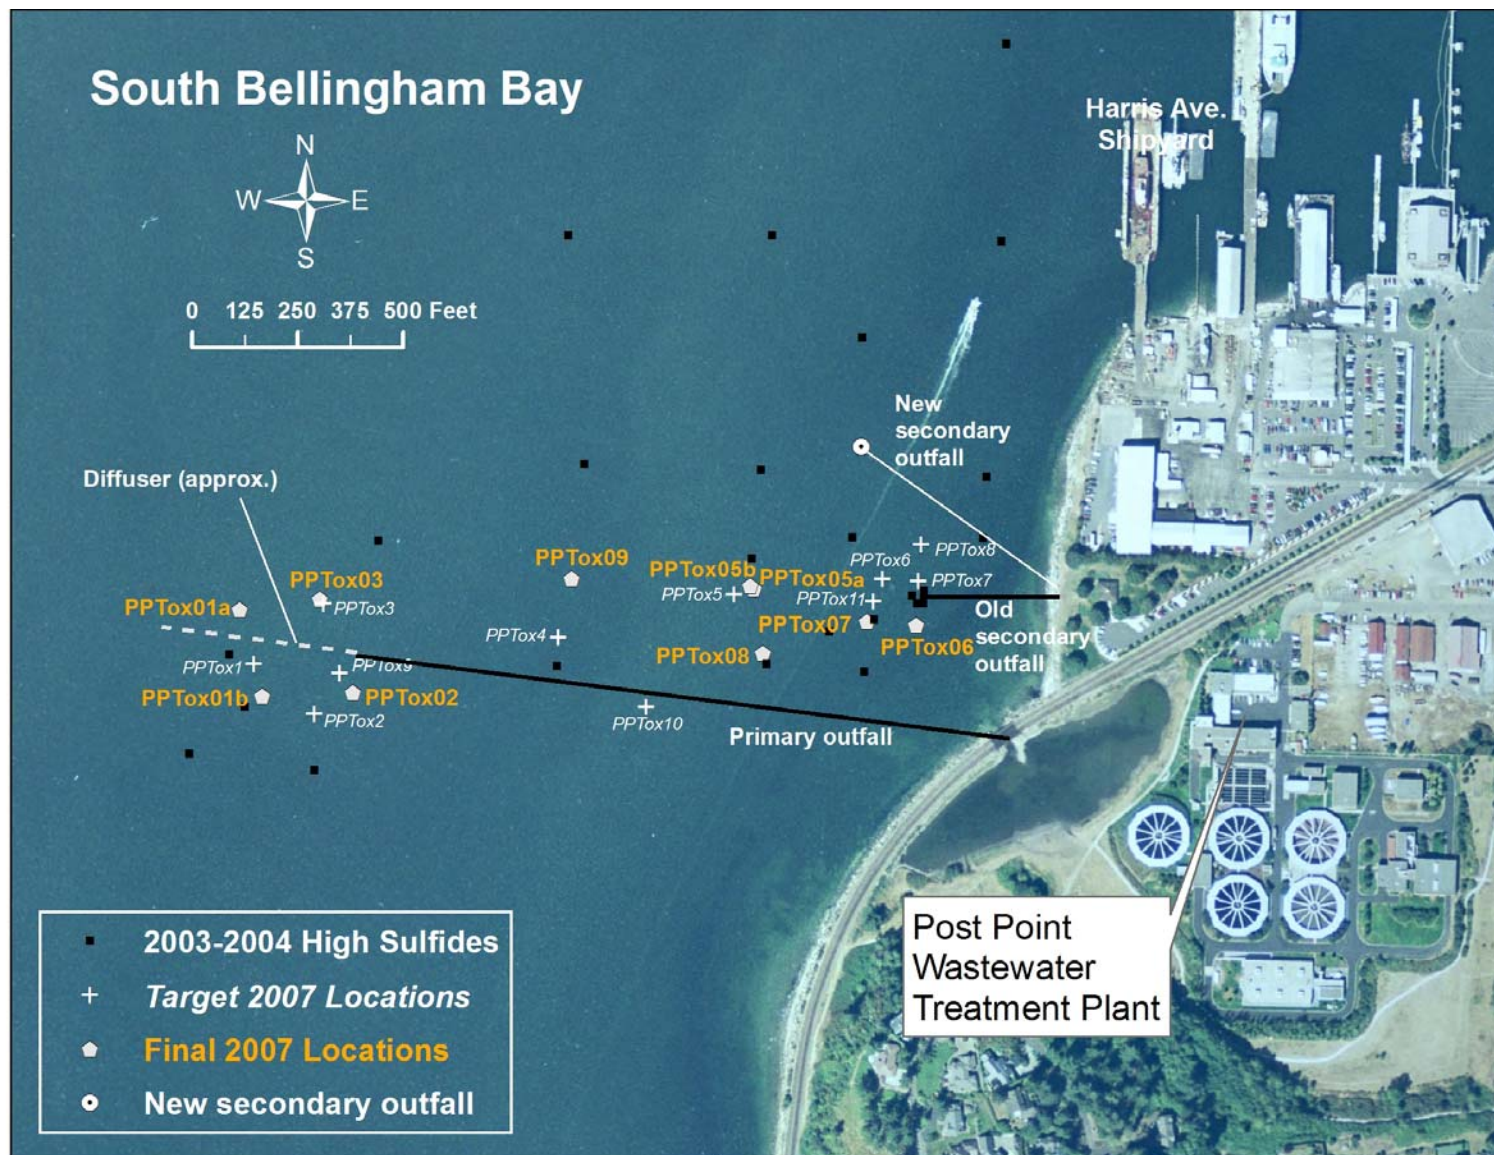 South Bellingham Bay
N
W E
S
0 125 250 375 500 Feet
Harris Ave.
Shipyard
New
secondary
outfall
Diffuser (approx.)
PPTox09
PPTox03
PPTox3
PPTox01a
PPTox05b
PPTox05a
PPTox5
PPTox6
PPTox8
PPTox7
PPTox11
PPTox07
PPTox06
Old
secondary
outfall
PPTox4
PPTox08
PPTox1
PPTox9
PPTox01b
PPTox02
PPTox2
PPTox10
Primary outfall
Post Point
Wastewater
Treatment Plant
2003-2004 High Sulfides
Target 2007 Locations
Final 2007 Locations
New secondary outfall